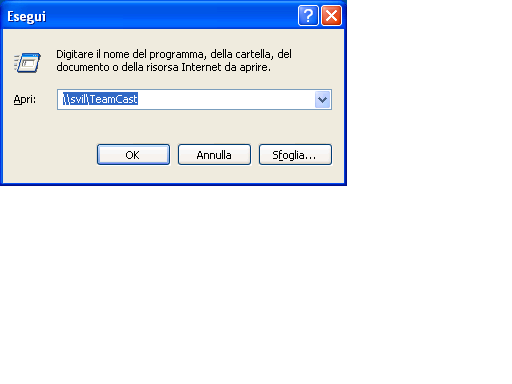 Esegui
Digitare il nome del programma, della cartella, del
documento o della risorsa Internet da aprire.
Apri: \\svil\TeamCast
OK Annulla Sfoglia...